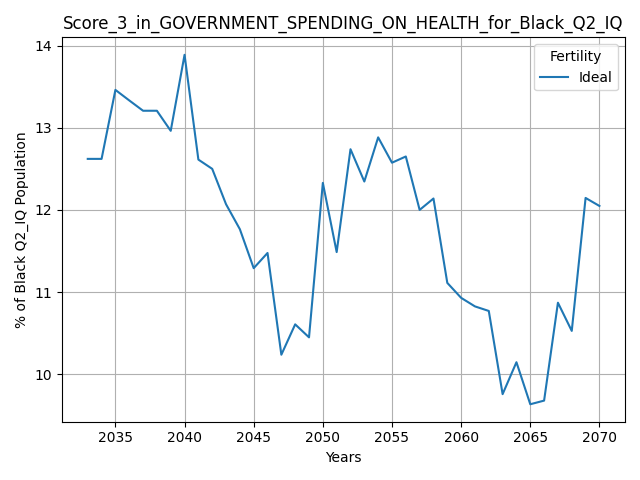 Score_3_in_GOVERNMENT_SPENDING_ON_HEALTH_for_Black_Q2_IQ
Fertility
Ideal
% of Black Q2_IQ Population
14
13
12
11
10
2035 2040 2045 2050 2055 2060 2065 2070
Years